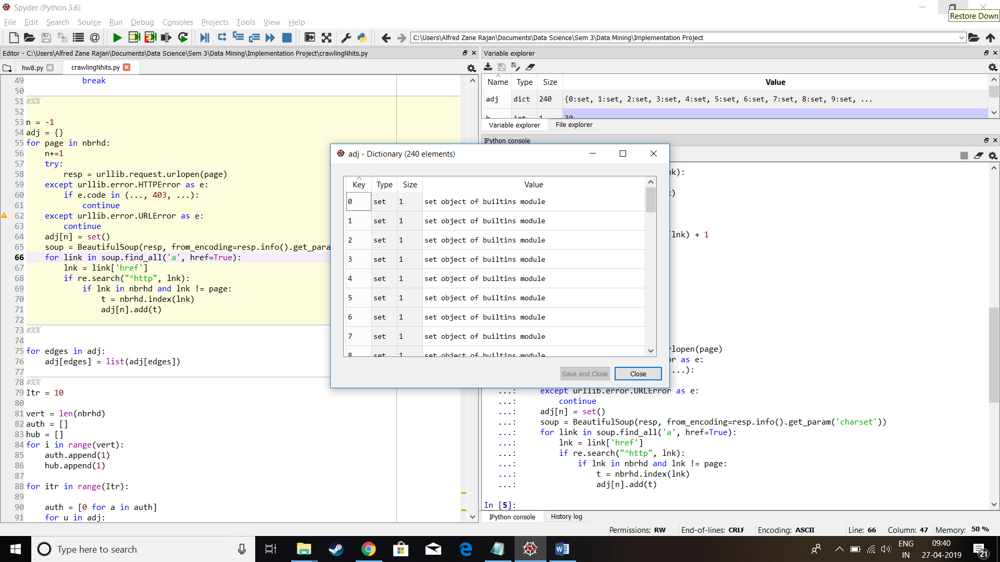 Spyder (Python 3.6)
Restore Down
File Edit Search Source Run Debug Consoles Projects Tools View Help
C:\Users\Alfred Zane Rajan\Documents\Data Science\Sem 3\Data Mining\Implementation Project
Editor - C:\Users\Alfred Zane Rajan\Documents\Data Science\Sem 3\Data Mining\Implementation Project\crawlingNhits.py
hw8.py crawlingNhits.py
49 break
50
51 #%%
52
53 n = -1
54 adj = {}
55 for page in nbrhd:
56 n+=1
57 try:
58 resp = urllib.request.urlopen(page)
59 except urllib.error.HTTPError as e:
60 if e.code in (..., 403, ...):
61 continue
62 except urllib.error.URLError as e:
63 continue
64 adj[n] = set()
65 soup = BeautifulSoup(resp, from_encoding=resp.info().get_para
66 for link in soup.find_all('a', href=True):
67 lnk = link['href']
68 if re.search("^http", lnk):
69 if lnk in nbrhd and lnk != page:
70 t = nbrhd.index(lnk)
71 adj[n].add(t)
72
73 #%%
74
75 for edges in adj:
76 adj[edges] = list(adj[edges])
77
78 #%%
79 Itr = 10
80
81 vert = len(nbrhd)
82 auth = []
83 hub = []
84 for i in range(vert):
85 auth.append(1)
86 hub.append(1)
87
88 for itr in range(Itr):
89
90 auth = [0 for a in auth]
91 for u in adj:
Variable explorer
Name Type Size Value
adj dict 240 {0:set, 1:set, 2:set, 3:set, 4:set, 5:set, 6:set, 7:set, 8:set, 9:set, ...
int 1 30
Variable explorer File explorer
IPython console
adj - Dictionary (240 elements)
Key Type Size Value
0 set 1 set object of builtins module
1 set 1 set object of builtins module
2 set 1 set object of builtins module
3 set 1 set object of builtins module
4 set 1 set object of builtins module
5 set 1 set object of builtins module
6 set 1 set object of builtins module
7 set 1 set object of builtins module
8 set 1 set object of builtins module
Save and Close Close
nk):
)
(lnk) + 1
rlopen(page)
or as e:
...):
...: except urllib.error.URLError as e:
...: continue
...: adj[n] = set()
...: soup = BeautifulSoup(resp, from_encoding=resp.info().get_param('charset'))
...: for link in soup.find_all('a', href=True):
...: lnk = link['href']
...: if re.search("^http", lnk):
...: if lnk in nbrhd and lnk != page:
...: t = nbrhd.index(lnk)
...: adj[n].add(t)
In [5]:
IPython console History log
Permissions: RW End-of-lines: CRLF Encoding: ASCII Line: 66 Column: 47 Memory: 50 %
Type here to search
ENG
IN
09:40
27-04-2019
21